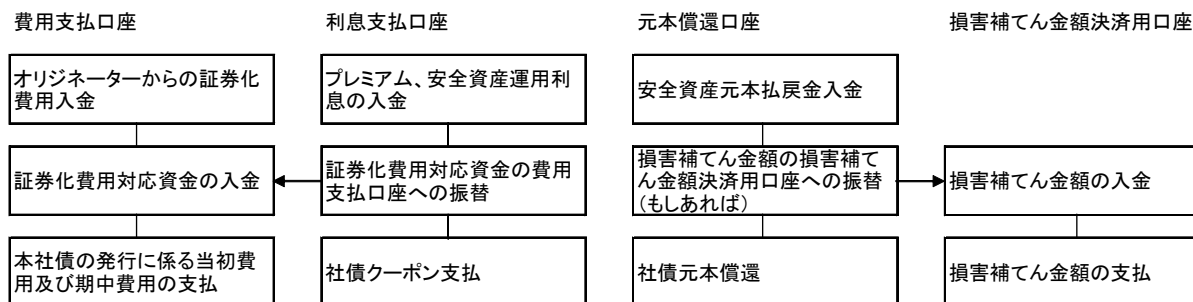 費用支払口座
利息支払口座
元本償還口座
損害補てん金額決済用口座
オリジネーターからの証券化
費用入金
プレミアム、安全資産運用利
息の入金
安全資産元本払戻金入金
証券化費用対応資金の入金
証券化費用対応資金の費用
支払口座への振替
損害補てん金額の損害補て
ん金額決済用口座への振替
(もしあれば)
損害補てん金額の入金
本社債の発行に係る当初費
用及び期中費用の支払
社債クーポン支払
社債元本償還
損害補てん金額の支払